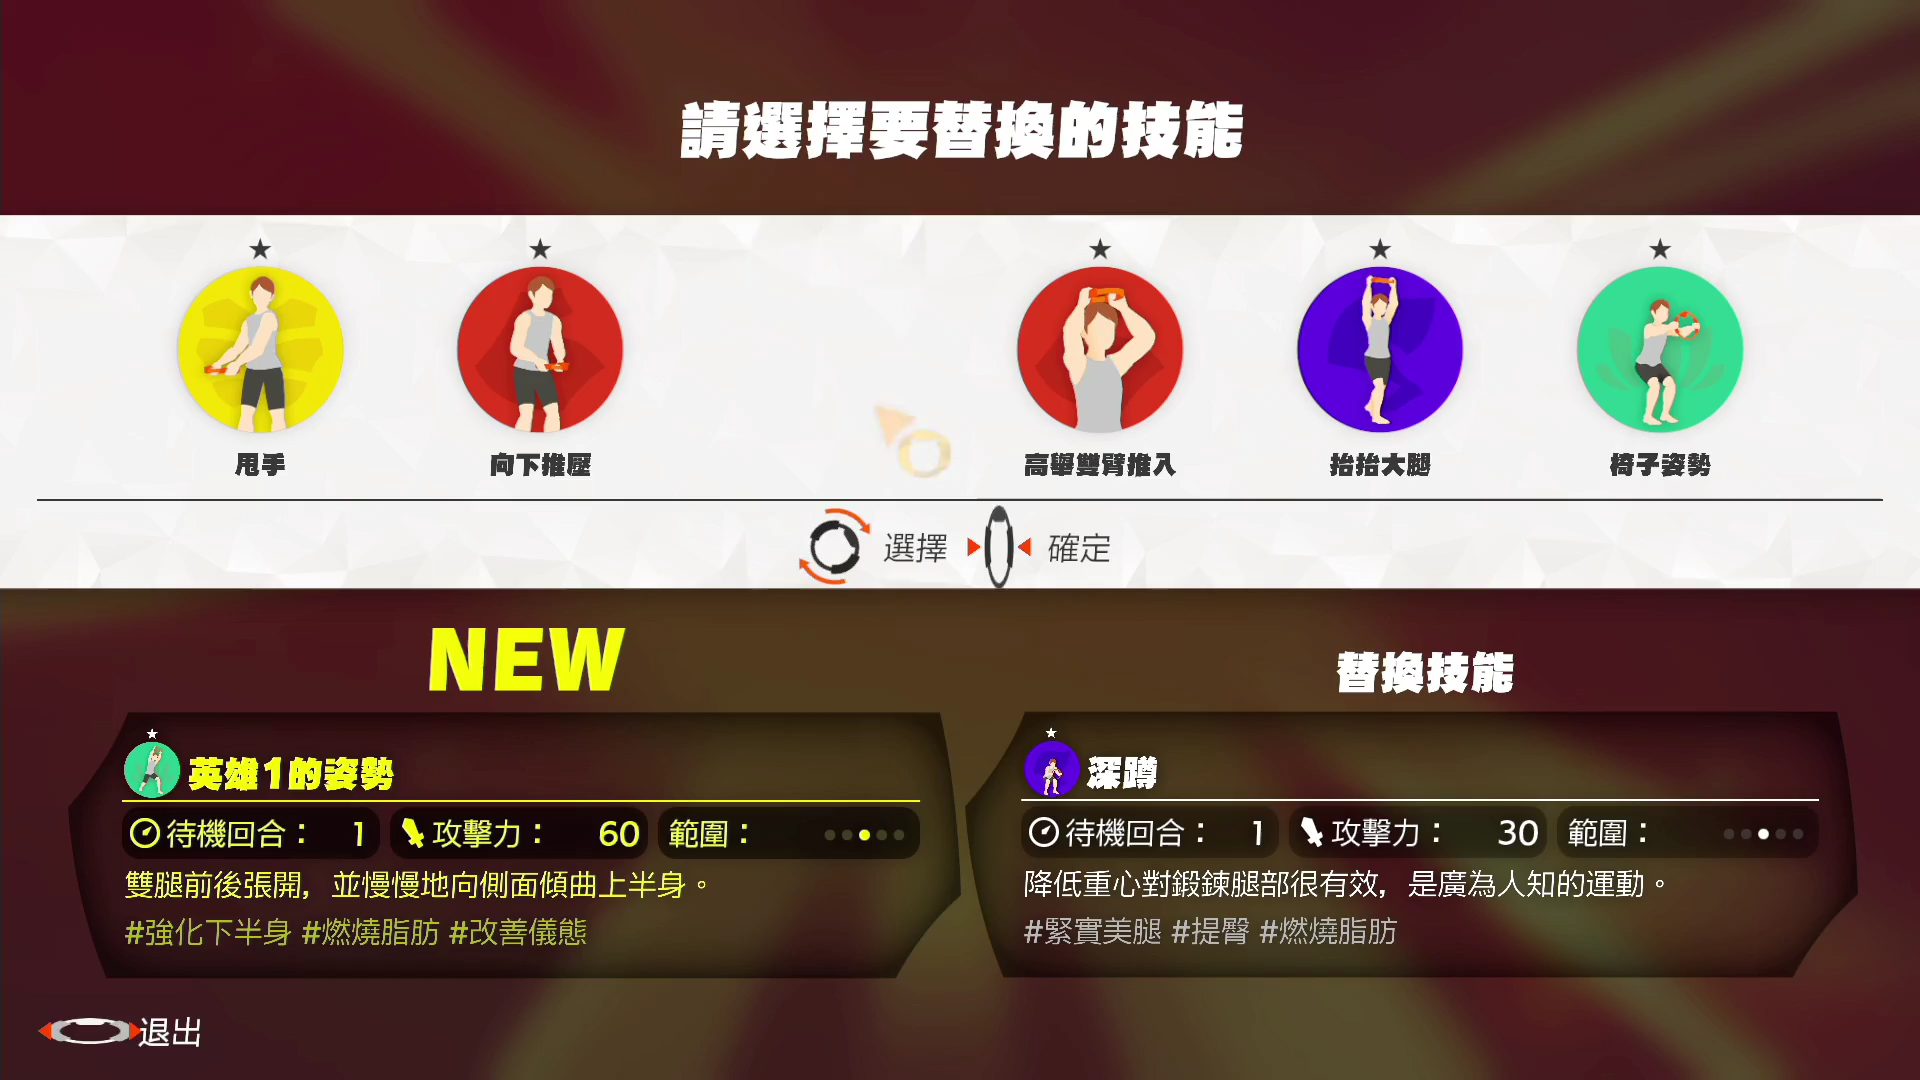 請選擇要替換的技能
甩手
向下推壓
高舉雙臂推入
抬抬大腿
椅子姿勢
選擇
確定
NEW
英雄1的姿勢
待機回合： 1
攻擊力： 60
範圍：
雙腿前後張開，並慢慢地向側面傾曲上半身。
#強化下半身 #燃燒脂肪 #改善儀態
替換技能
深蹲
待機回合： 1
攻擊力： 30
範圍：
降低重心對鍛鍊腿部很有效，是廣為人知的運動。
#緊實美腿 #提臀 #燃燒脂肪
退出